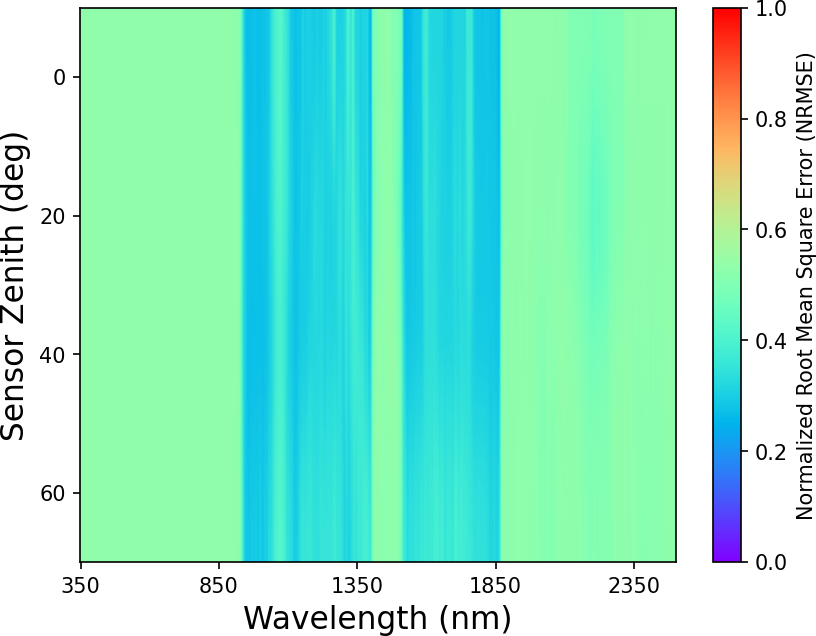 0
20
40
60
Sensor Zenith (deg)
350 850 1350 1850 2350
Wavelength (nm)
1.0
0.8
0.6
0.4
0.2
0.0
Normalized Root Mean Square Error (NRMSE)